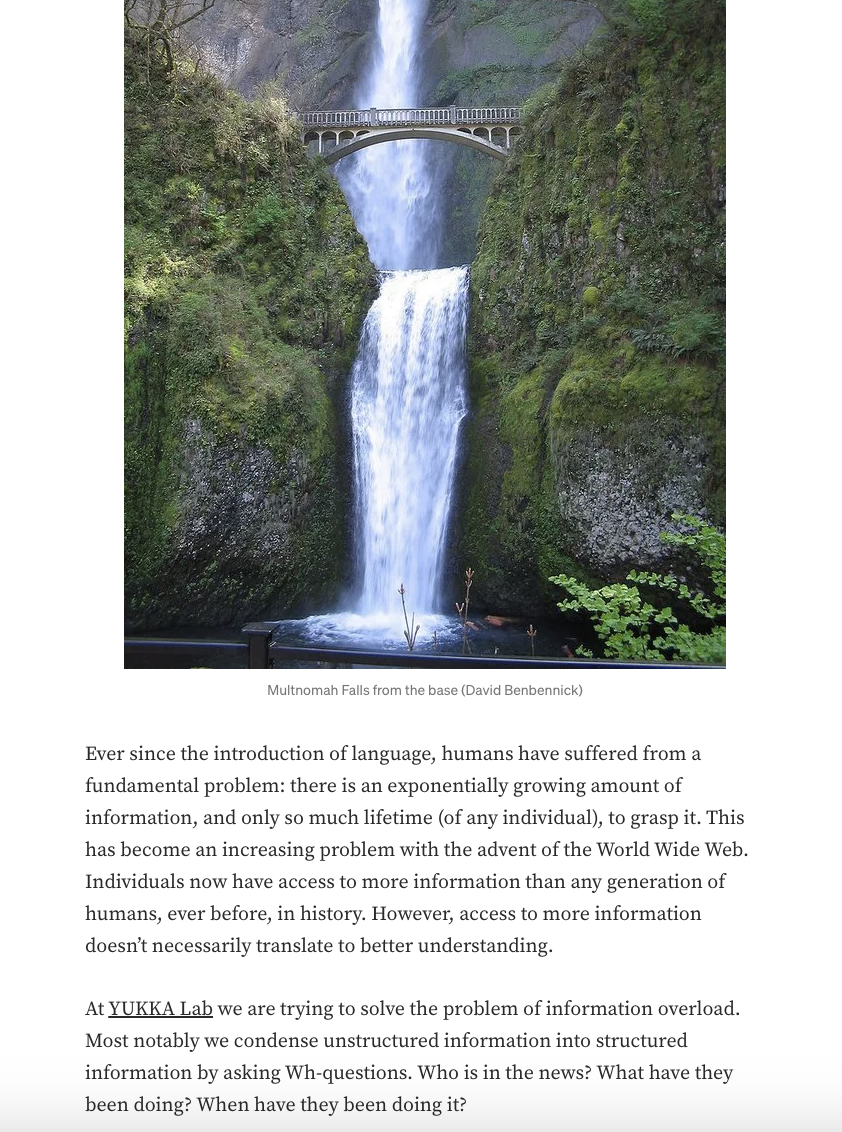 Multnomah Falls from the base (David Benbennick)
Ever since the introduction of language, humans have suffered from a
fundamental problem: there is an exponentially growing amount of
information, and only so much lifetime (of any individual), to grasp it. This
has become an increasing problem with the advent of the World Wide Web.
Individuals now have access to more information than any generation of
humans, ever before, in history. However, access to more information
doesn’t necessarily translate to better understanding.
At YUKKA Lab we are trying to solve the problem of information overload.
Most notably we condense unstructured information into structured
information by asking Wh-questions. Who is in the news? What have they
been doing? When have they been doing it?